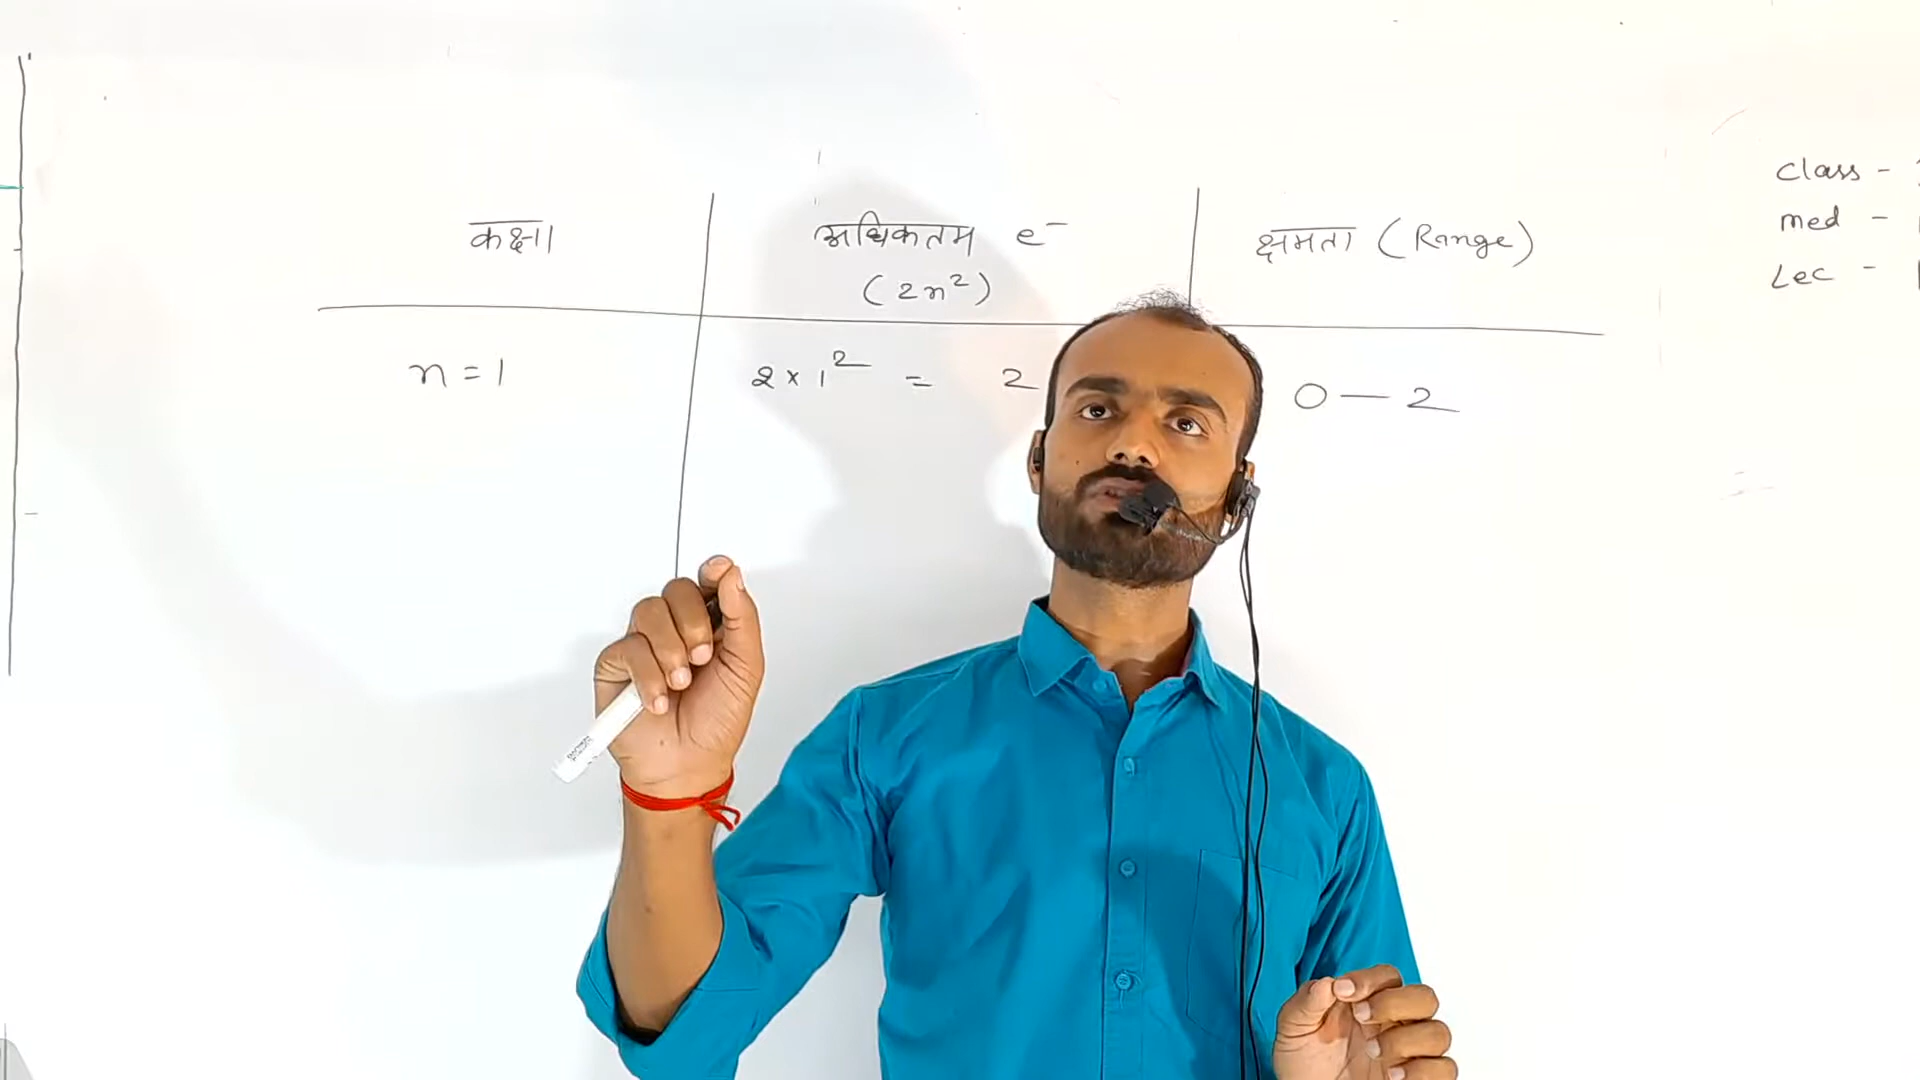 कक्षा अधिकतम e⁻ क्षमता (Range)
(2n²)
n = 1 2 × 1² = 2 0 — 2
Class -
med -
Lec -